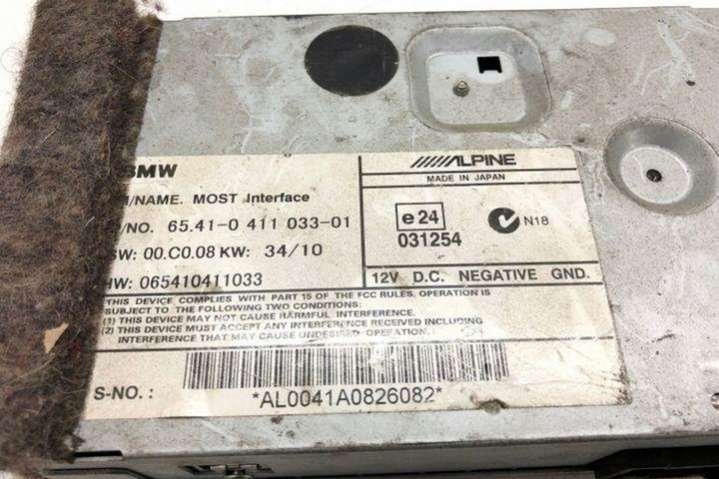 BMW
/NAME. MOST Interface
/NO. 65.41-0 411 033-01
SW: 00.C0.08 KW: 34/10
HW: 065410411033
ALPINE
MADE IN JAPAN
e24
031254
N18
12V D.C. NEGATIVE GND.
THIS DEVICE COMPLIES WITH PART 15 OF THE FCC RULES. OPERATION IS
SUBJECT TO THE FOLLOWING TWO CONDITIONS:
(1) THIS DEVICE MAY NOT CAUSE HARMFUL INTERFERENCE.
(2) THIS DEVICE MUST ACCEPT ANY INTERFERENCE RECEIVED INCLUDING
INTERFERENCE THAT MAY CAUSE UNDESIRED OPERATION.
S-NO. :
*AL0041A0826082*